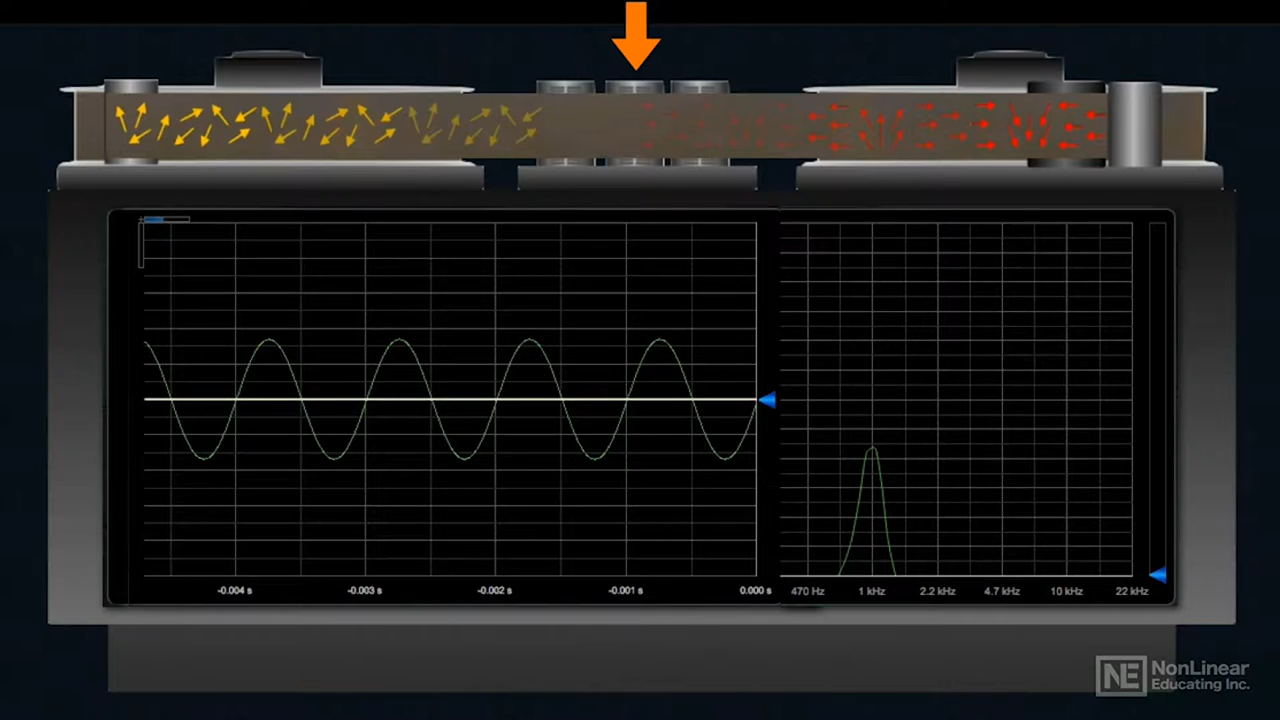 -0.004 s -0.003 s -0.002 s -0.001 s 0.000 s 470 Hz 1 kHz 2.2 kHz 4.7 kHz 10 kHz 22 kHz
NE NonLinear
Educating Inc.